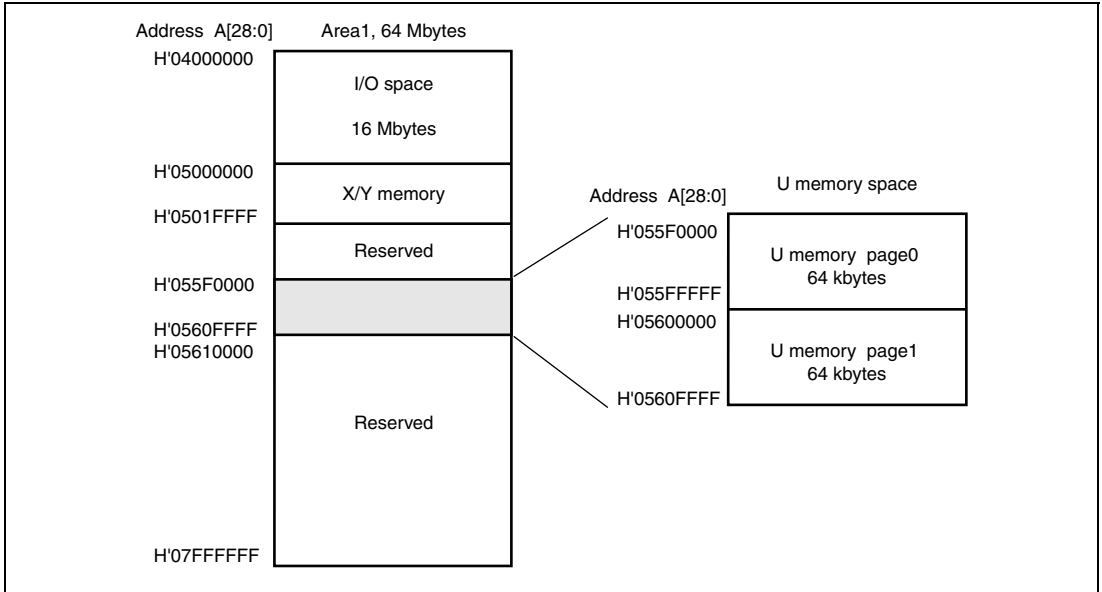 Address A[28:0]
Area1, 64 Mbytes
H'04000000
I/O space
16 Mbytes
H'05000000
X/Y memory
H'0501FFFF
Reserved
H'055F0000
H'0560FFFF
H'05610000
Reserved
H'07FFFFFF
U memory space
Address A[28:0]
H'055F0000
U memory page0
64 kbytes
H'055FFFFF
H'05600000
U memory page1
64 kbytes
H'0560FFFF